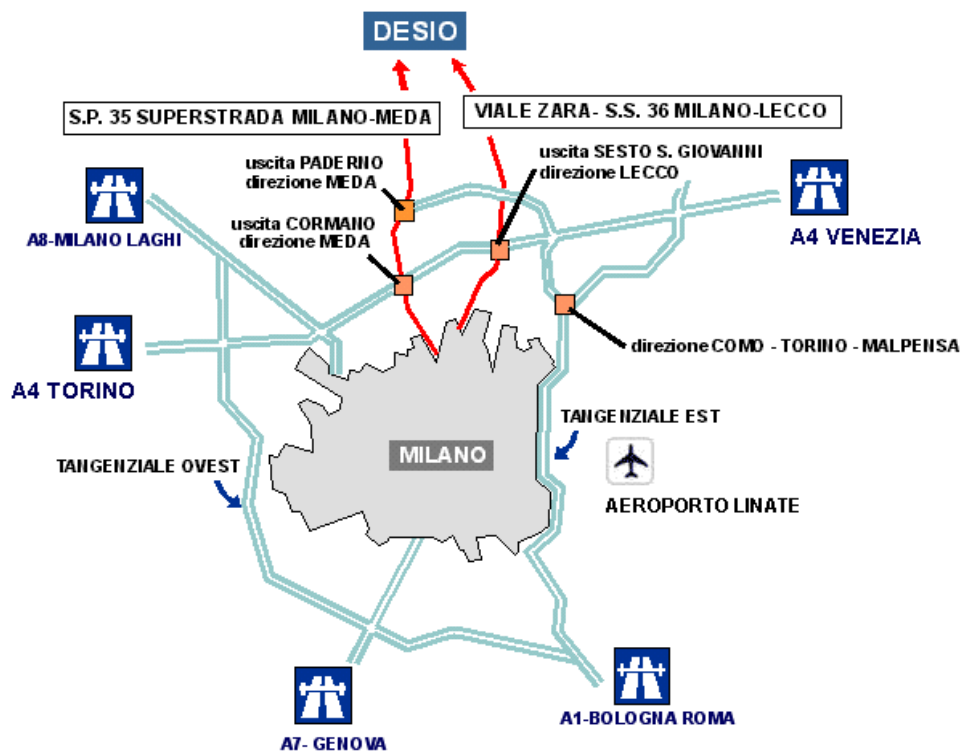 DESIO
S.P. 35 SUPERSTRADA MILANO-MEDA
VIALE ZARA- S.S. 36 MILANO-LECCO
uscita PADERNO
direzione MEDA
uscita SESTO S. GIOVANNI
direzione LECCO
uscita CORMANO
direzione MEDA
A8-MILANO LAGHI
A4 VENEZIA
direzione COMO - TORINO - MALPENSA
A4 TORINO
TANGENZIALE EST
MILANO
TANGENZIALE OVEST
AEROPORTO LINATE
A1-BOLOGNA ROMA
A7- GENOVA